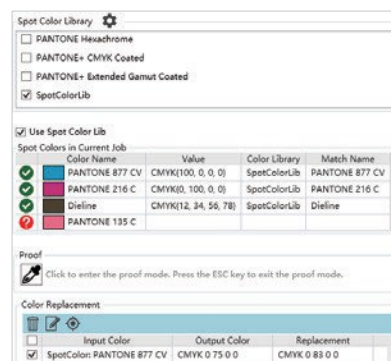 Spot Color Library
PANTONE Hexachrome
PANTONE+ CMYK Coated
PANTONE+ Extended Gamut Coated
SpotColorLib
Use Spot Color Lib
Spot Colors in Current Job
Color Name Value Color Library Match Name
PANTONE 877 CV CMYK(100, 0, 0, 0) SpotColorLib PANTONE 877 CV
PANTONE 216 C CMYK(0, 100, 0, 0) SpotColorLib PANTONE 216 C
Dieline CMYK(12, 34, 56, 78) SpotColorLib Dieline
PANTONE 135 C
Proof
Click to enter the proof mode. Press the ESC key to exit the proof mode.
Color Replacement
Input Color Output Color Replacement
SpotColor: PANTONE 877 CV CMYK 0 75 0 0 CMYK 0 83 0 0